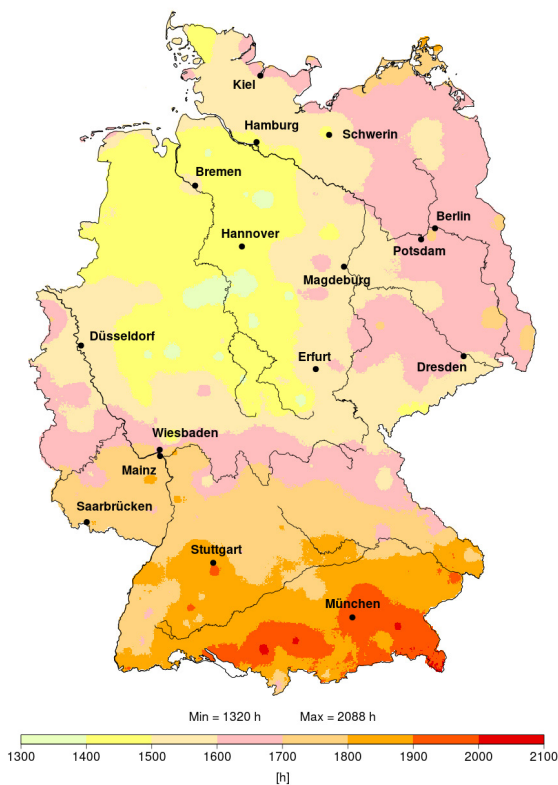 Kiel
Hamburg
Schwerin
Bremen
Berlin
Hannover
Potsdam
Magdeburg
Düsseldorf
Erfurt
Dresden
Wiesbaden
Mainz
Saarbrücken
Stuttgart
München
Min = 1320 h Max = 2088 h
1300 1400 1500 1600 1700 1800 1900 2000 2100
[h]